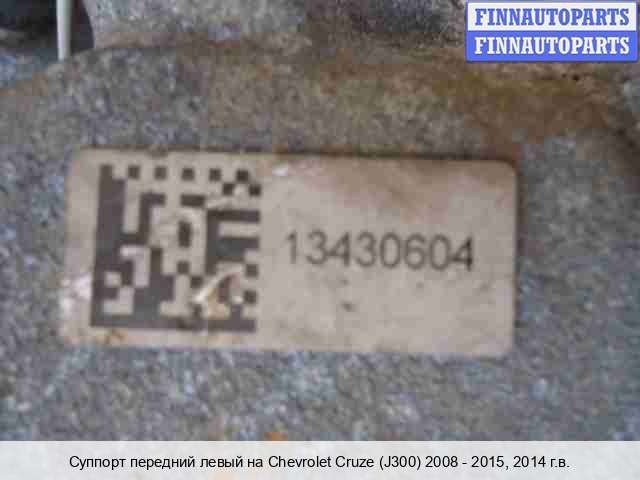 FINNAUTOPARTS
FINNAUTOPARTS
13430604
Суппорт передний левый на Chevrolet Cruze (J300) 2008 - 2015, 2014 г.в.